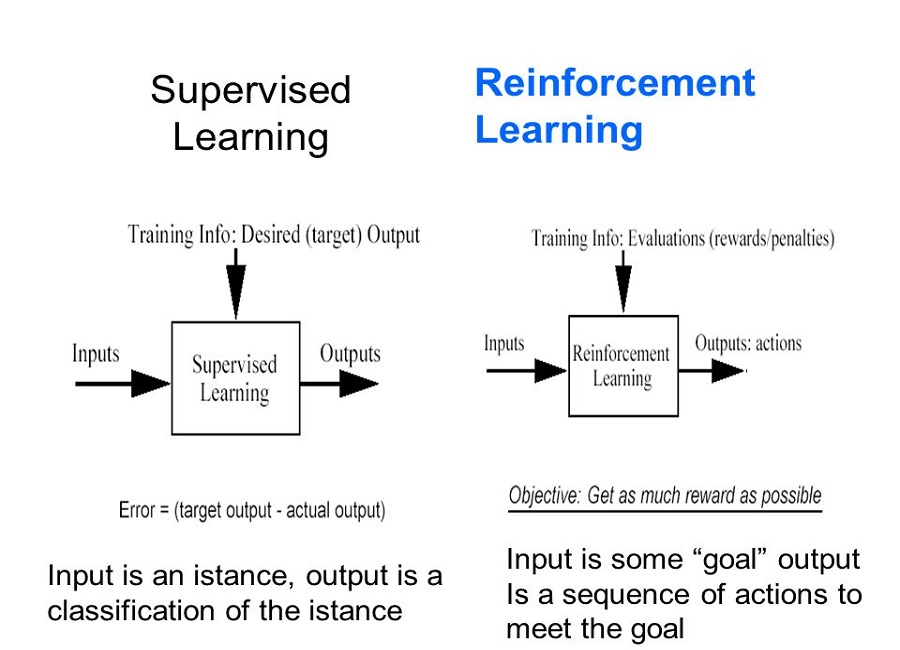 Supervised
Learning
Training Info: Desired (target) Output
Inputs
Supervised
Learning
Outputs
Error = (target output - actual output)
Input is an istance, output is a
classification of the istance
Reinforcement
Learning
Training Info: Evaluations (rewards/penalties)
Inputs
Reinforcement
Learning
Outputs: actions
Objective: Get as much reward as possible
Input is some “goal” output
Is a sequence of actions to
meet the goal